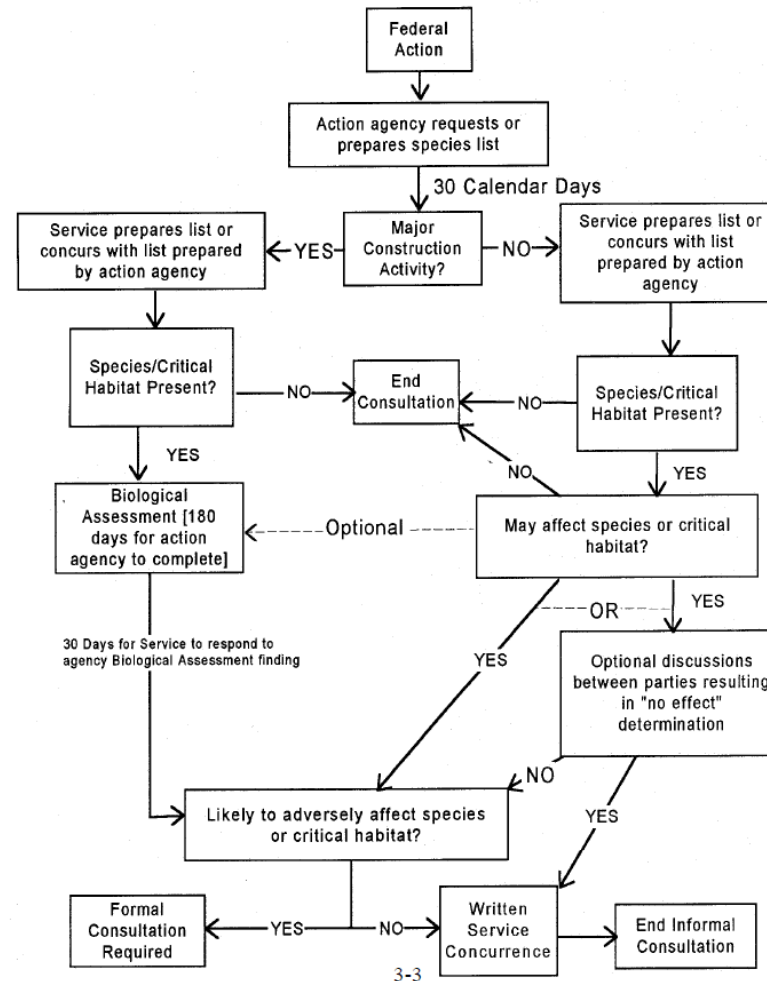 Federal
Action
Action agency requests or
prepares species list
30 Calendar Days
Service prepares list or
concurs with list prepared
by action agency
YES
Major
Construction
Activity?
NO
Service prepares list or
concurs with list
prepared by action
agency
Species/Critical
Habitat Present?
NO
End
Consultation
NO
Species/Critical
Habitat Present?
YES
NO
YES
Biological
Assessment [180
days for action
agency to complete]
Optional
May affect species or critical
habitat?
OR
YES
30 Days for Service to respond to
agency Biological Assessment finding
YES
Optional discussions
between parties resulting
in "no effect"
determination
NO
Likely to adversely affect species
or critical habitat?
YES
Formal
Consultation
Required
YES
NO
Written
Service
Concurrence
End Informal
Consultation
3-3